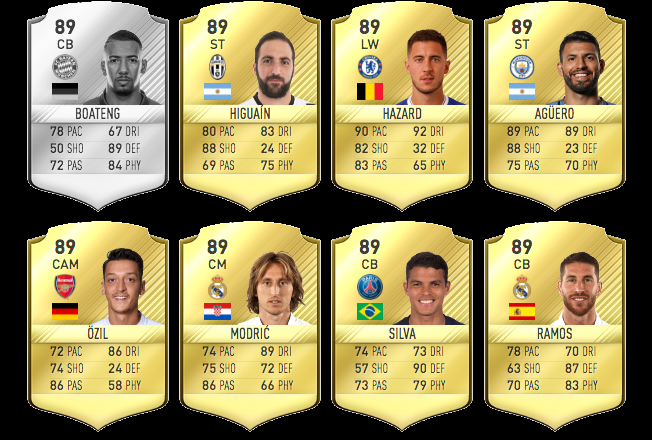 89
CB
BOATENG
78 PAC 67 DRI
50 SHO 89 DEF
72 PAS 84 PHY
89
ST
HIGUAÍN
80 PAC 83 DRI
88 SHO 24 DEF
69 PAS 75 PHY
89
LW
HAZARD
90 PAC 92 DRI
82 SHO 32 DEF
83 PAS 65 PHY
89
ST
AGÜERO
89 PAC 89 DRI
88 SHO 23 DEF
75 PAS 70 PHY
89
CAM
Arsenal
ÖZIL
72 PAC 86 DRI
74 SHO 24 DEF
86 PAS 58 PHY
89
CM
MODRIĆ
74 PAC 89 DRI
75 SHO 72 DEF
86 PAS 66 PHY
89
CB
PARIS
SILVA
74 PAC 73 DRI
57 SHO 90 DEF
73 PAS 79 PHY
89
CB
RAMOS
78 PAC 70 DRI
63 SHO 87 DEF
70 PAS 83 PHY